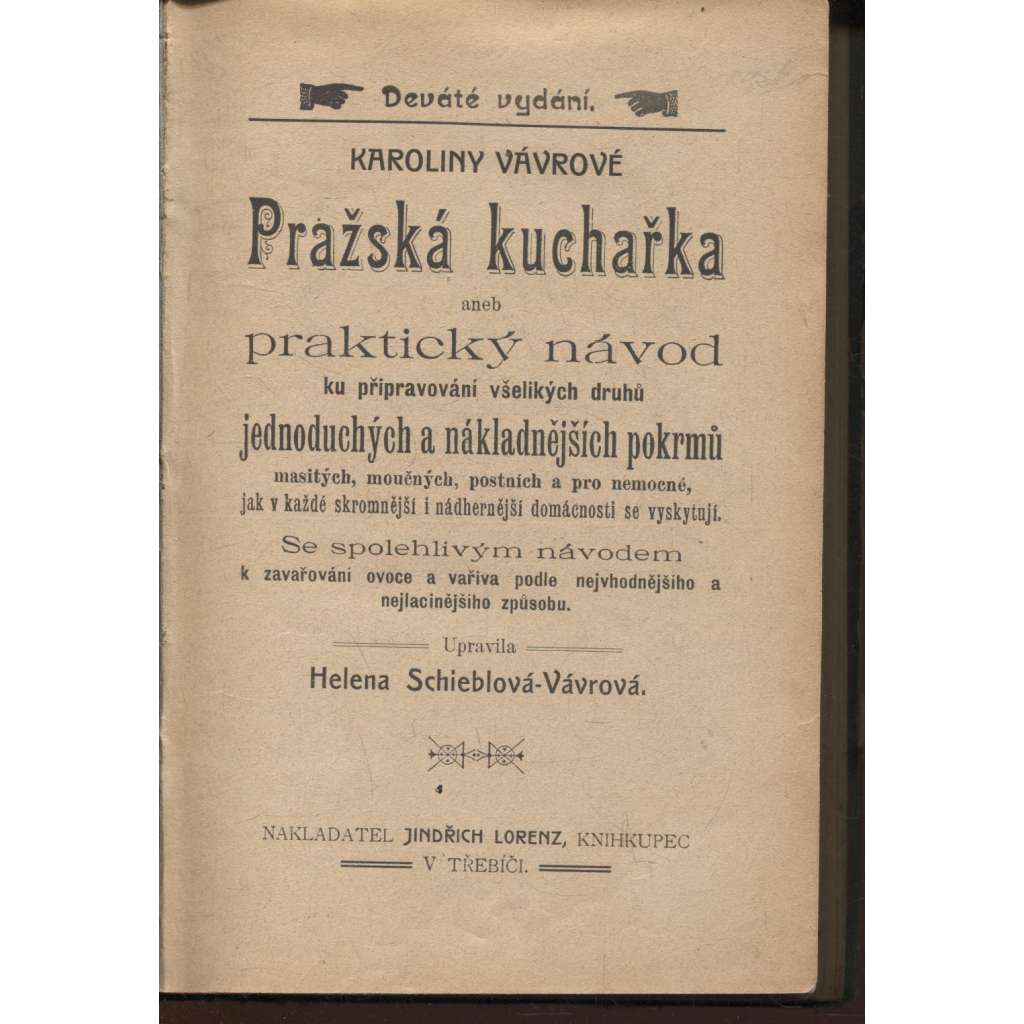 Deváté vydání.
KAROLINY VÁVROVÉ
Pražská kuchařka
aneb
praktický návod
ku připravování všelikých druhů
jednoduchých a nákladnějších pokrmů
masitých, moučných, postních a pro nemocné,
jak v každé skromnější i nádhernější domácnosti se vyskytují.
Se spolehlivým návodem
k zavařování ovoce a vařiva podle nejvhodnějšího a
nejlacinějšího způsobu.
Upravila
Helena Schieblová-Vávrová.
NAKLADATEL JINDŘICH LORENZ, KNIHKUPEC
V TŘEBÍČI.